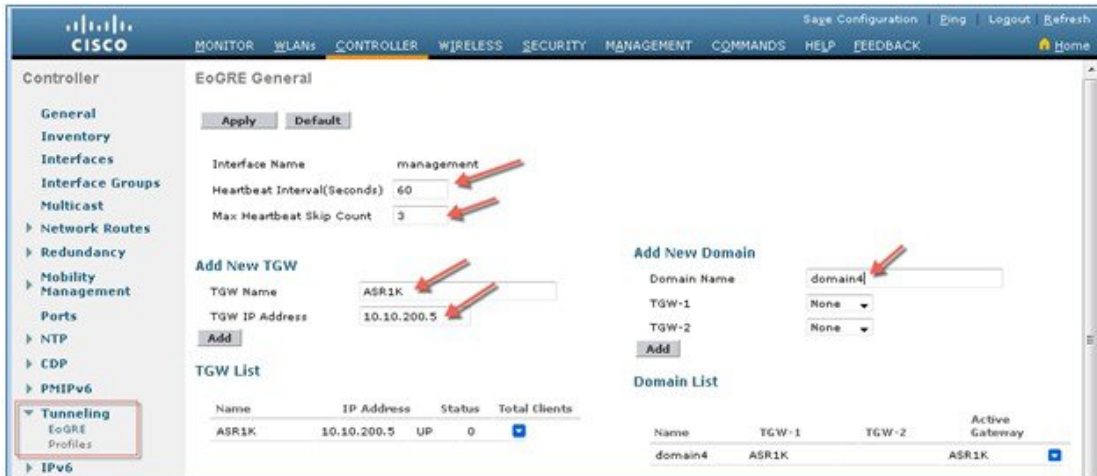 Save Configuration Ping Logout Refresh
CISCO MONITOR WLANs CONTROLLER WIRELESS SECURITY MANAGEMENT COMMANDS HELP FEEDBACK Home
Controller
General
Inventory
Interfaces
Interface Groups
Multicast
Network Routes
Redundancy
Mobility
Management
Ports
NTP
CDP
PMIPv6
Tunneling
EoGRE
Profiles
IPv6
EoGRE General
Apply Default
Interface Name management
Heartbeat Interval(Seconds) 60
Max Heartbeat Skip Count 3
Add New TGW
TGW Name ASR1K
TGW IP Address 10.10.200.5
Add
TGW List
Name IP Address Status Total Clients
ASR1K 10.10.200.5 UP 0
Add New Domain
Domain Name domain4
TGW-1 None
TGW-2 None
Add
Domain List
Name TGW-1 TGW-2 Active Gateway
domain4 ASR1K ASR1K